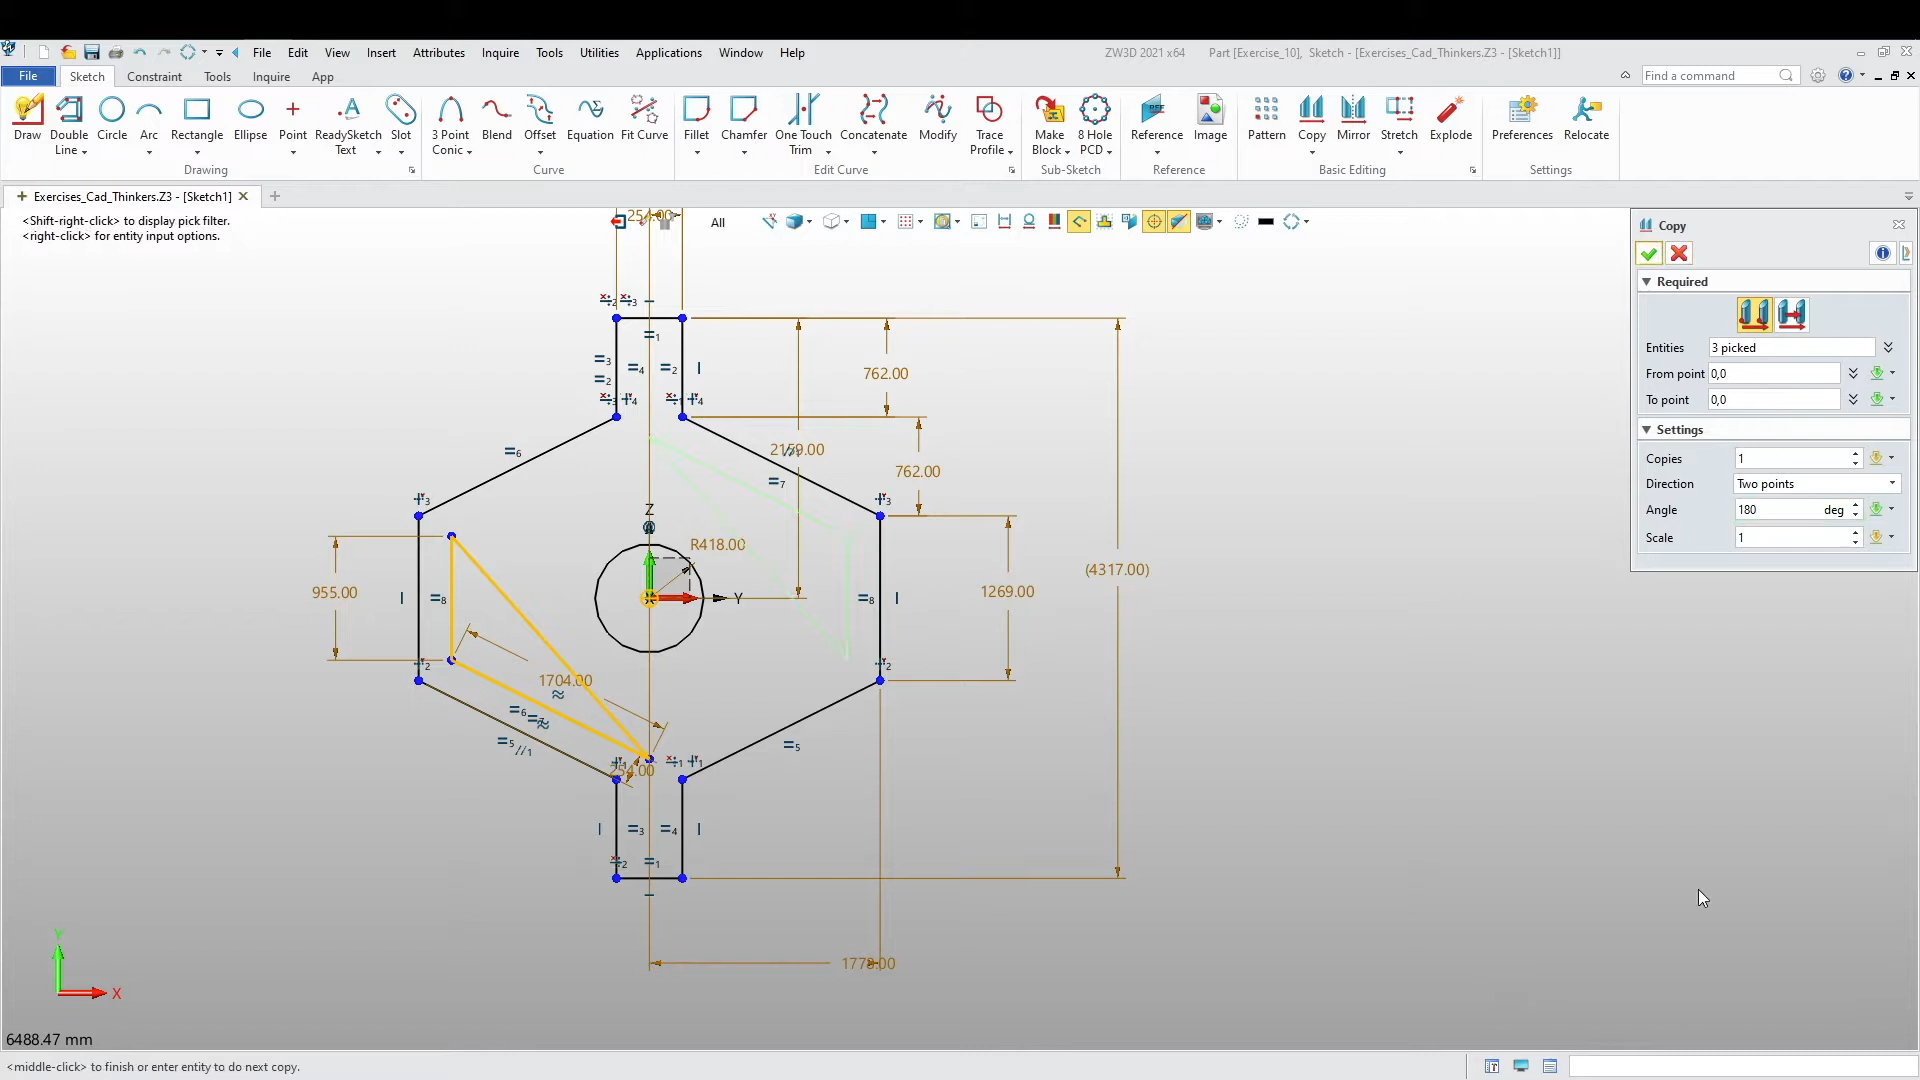 File Edit View Insert Attributes Inquire Tools Utilities Applications Window Help
ZW3D 2021 x64 Part [Exercise_10], Sketch - [Exercises_Cad_Thinkers.Z3 - [Sketch1]]
File Sketch Constraint Tools Inquire App
Find a command
Draw Double Line Circle Arc Rectangle Ellipse Point ReadySketch Text Slot
3 Point Conic Blend Offset Equation Fit Curve
Fillet Chamfer One Touch Trim Concatenate Modify Trace Profile
Make Block 8 Hole PCD
Reference Image
Pattern Copy Mirror Stretch Explode
Preferences Relocate
Drawing Curve Edit Curve Sub-Sketch Reference Basic Editing Settings
Exercises_Cad_Thinkers.Z3 - [Sketch1]
<Shift-right-click> to display pick filter.
<right-click> for entity input options.
All
254.00
762.00
2159.00
762.00
Z
R418.00
Y
955.00
1269.00
(4317.00)
1704.00
254.00
1778.00
Y
X
6488.47 mm
Copy
Required
Entities 3 picked
From point 0,0
To point 0,0
Settings
Copies 1
Direction Two points
Angle 180 deg
Scale 1
<middle-click> to finish or enter entity to do next copy.